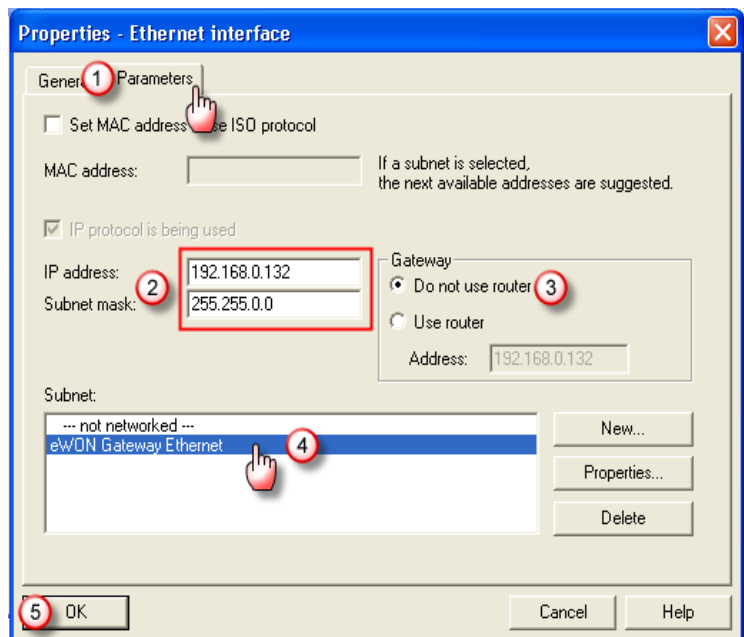 Properties - Ethernet interface
1 Parameters
Set MAC address ISO protocol
MAC address:
If a subnet is selected,
the next available addresses are suggested.
IP protocol is being used
IP address: 192.168.0.132
2
Subnet mask: 255.255.0.0
Gateway
Do not use router 3
Use router
Address: 192.168.0.132
Subnet:
--- not networked ---
eWON Gateway Ethernet 4
New...
Properties...
Delete
5 OK
Cancel
Help